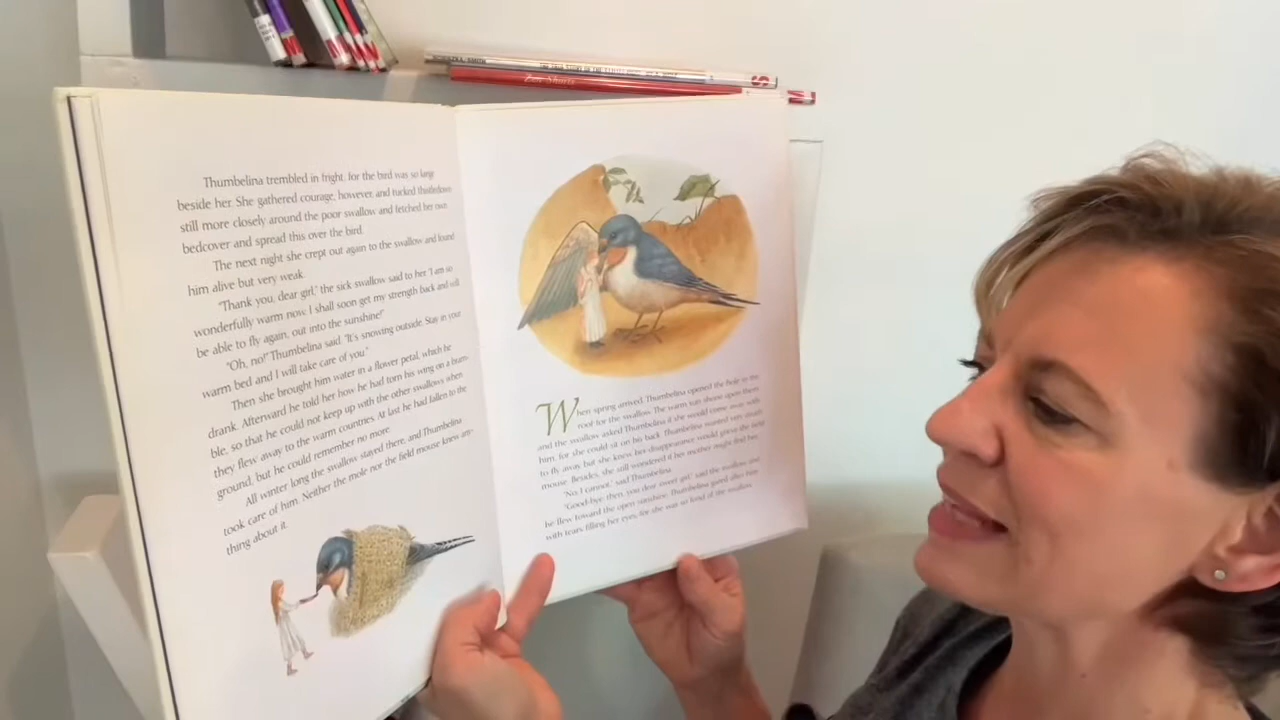 Thumbelina trembled in fright, for the bird was so large
beside her. She gathered courage, however, and tucked thistledown
still more closely around the poor swallow and fetched her own
bedcover and spread this over the bird.
The next night she crept out again to the swallow and found
him alive but very weak.
"Thank you, dear girl," the sick swallow said to her. "I am so
wonderfully warm now. I shall soon get my strength back and will
be able to fly again, out into the sunshine!"
"Oh, no!" Thumbelina said. "It's snowing outside. Stay in your
warm bed and I will take care of you."
Then she brought him water in a flower petal, which he
drank. Afterward he told her how he had torn his wing on a bram-
ble, so that he could not keep up with the other swallows when
they flew away to the warm countries. At last he had fallen to the
ground, but he could remember no more.
All winter long the swallow stayed there, and Thumbelina
took care of him. Neither the mole nor the field mouse knew any-
thing about it.
When spring arrived, Thumbelina opened the hole in the
roof for the swallow. The warm sun shone upon them
and the swallow asked Thumbelina if she would come away with
him, for she could sit on his back. Thumbelina wanted very much
to fly away, but she knew her disappearance would grieve the field
mouse. Besides, she still wondered if her mother might find her.
"No, I cannot," said Thumbelina.
"Good-bye then, you dear sweet girl," said the swallow, and
he flew toward the open sunshine. Thumbelina gazed after him
with tears filling her eyes, for she was so fond of the swallow.